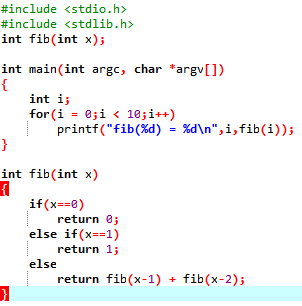 #include <stdio.h>
#include <stdlib.h>
int fib(int x);

int main(int argc, char *argv[])
{
    int i;
    for(i = 0;i < 10;i++)
        printf("fib(%d) = %d\n",i,fib(i));
}

int fib(int x)
{
    if(x==0)
        return 0;
    else if(x==1)
        return 1;
    else
        return fib(x-1) + fib(x-2);
}